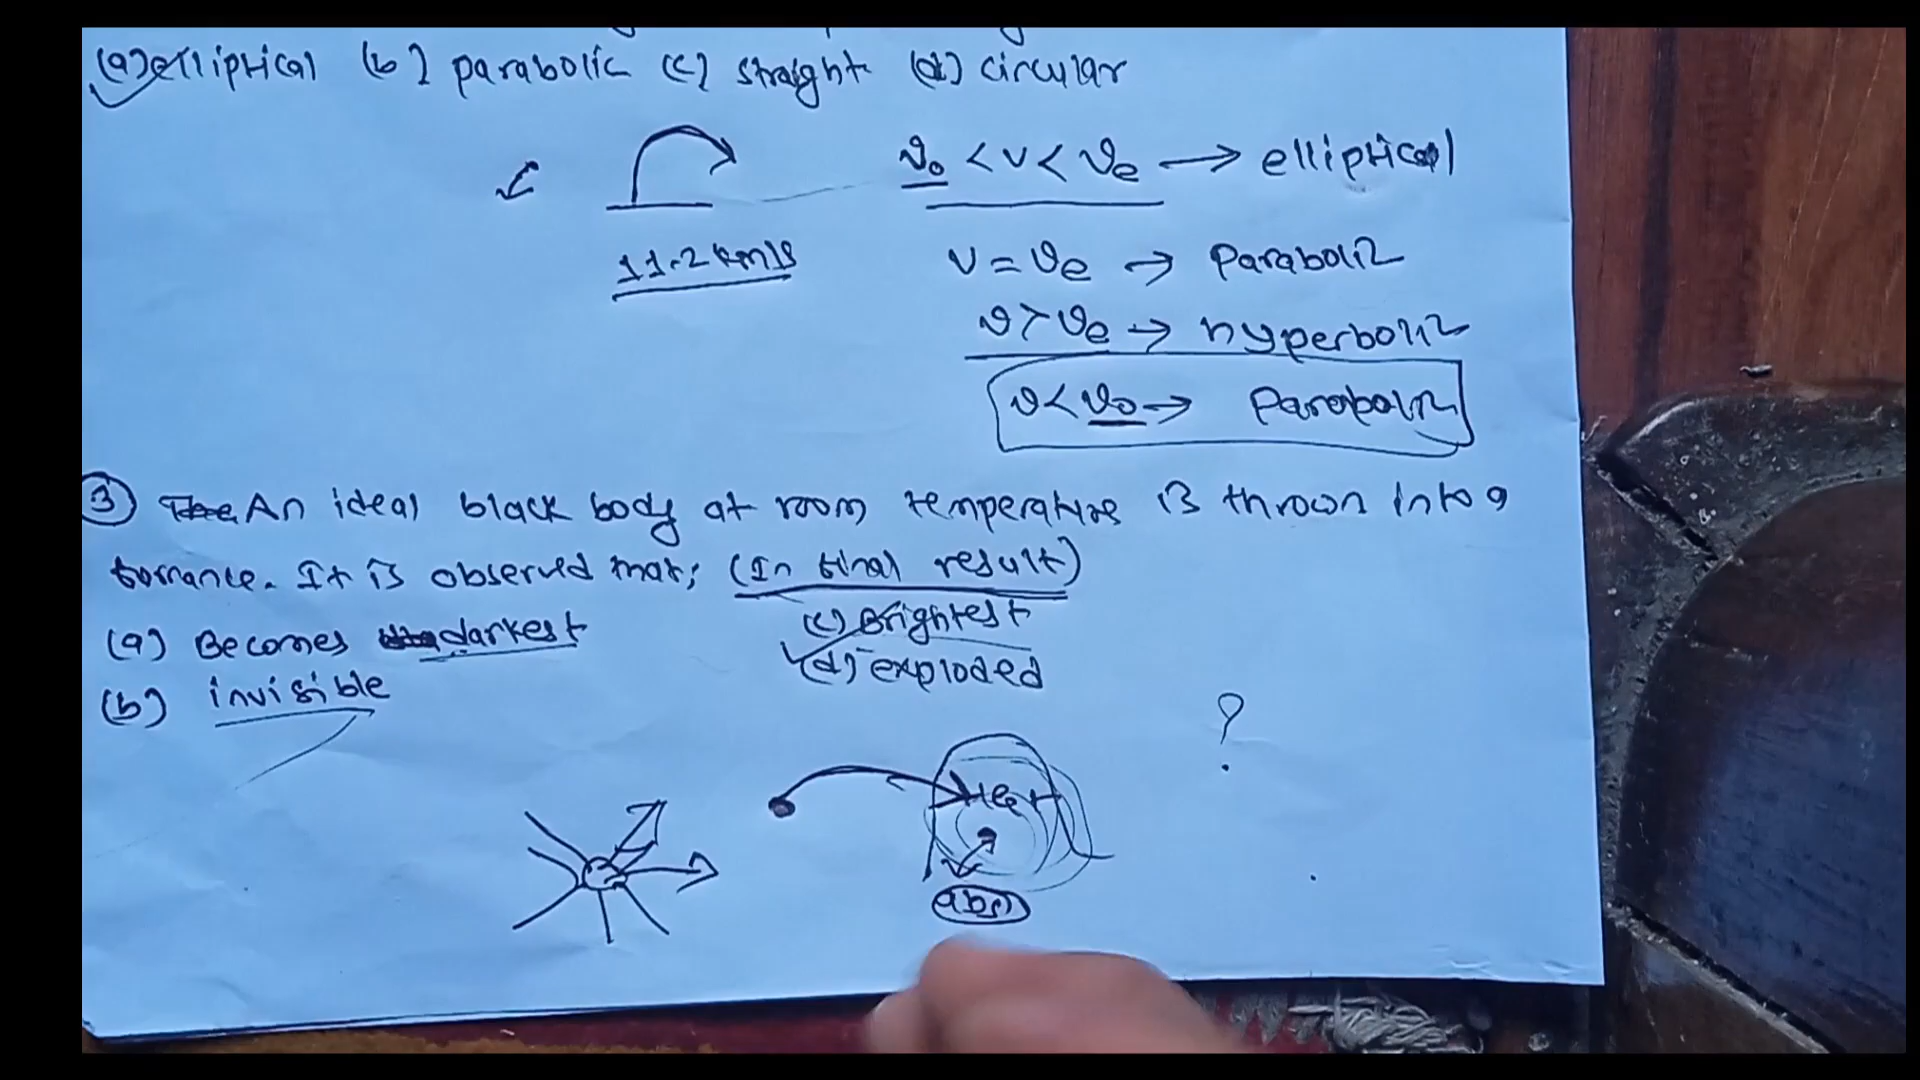 (a) elliptical (b) parabolic (c) straight (d) circular
v₀ < v < vₑ → elliptical
11.2 km/s
v = vₑ → parabolic
v > vₑ → hyperbolic
v < v₀ → parabolic
③ An ideal black body at room temperature is thrown into a
It is observed that; (In final result)
(a) Becomes darkest
(c) Brightest
(b) invisible
(d) exploded
?
abs